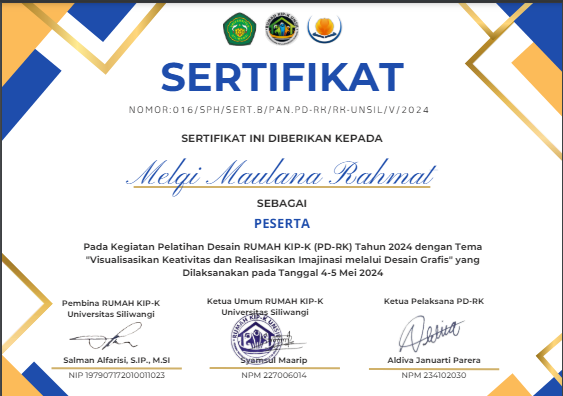 SERTIFIKAT
NOMOR:016/SPH/SERT.B/PAN.PD-RK/RK-UNSIL/V/2024
SERTIFIKAT INI DIBERIKAN KEPADA
Melgi Maulana Rahmat
SEBAGAI
PESERTA
Pada Kegiatan Pelatihan Desain RUMAH KIP-K (PD-RK) Tahun 2024 dengan Tema
"Visualisasikan Keativitas dan Realisasikan Imajinasi melalui Desain Grafis" yang
Dilaksanakan pada Tanggal 4-5 Mei 2024
Pembina RUMAH KIP-K
Universitas Siliwangi
Salman Alfarisi, S.IP., M.SI
NIP 197907172010011023
Ketua Umum RUMAH KIP-K
Universitas Siliwangi
RUMAH KIP-K UNSIL
Syamsul Maarip
NPM 227006014
Ketua Pelaksana PD-RK
Aldiva Januarti Parera
NPM 234102030